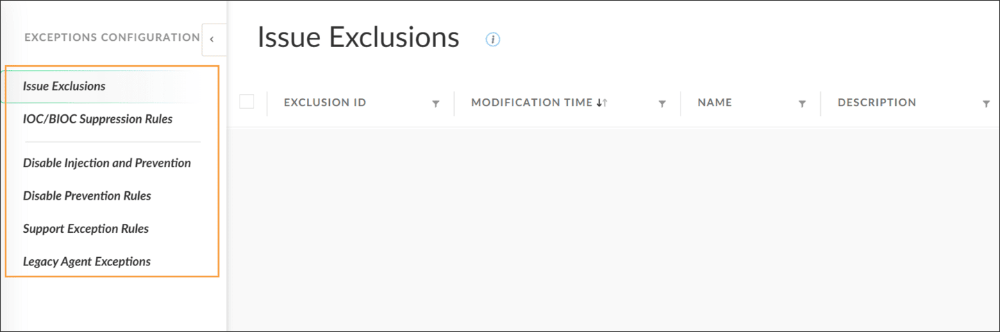 EXCEPTIONS CONFIGURATION
Issue Exclusions
IOC/BIOC Suppression Rules
Disable Injection and Prevention
Disable Prevention Rules
Support Exception Rules
Legacy Agent Exceptions
Issue Exclusions
EXCLUSION ID MODIFICATION TIME NAME DESCRIPTION